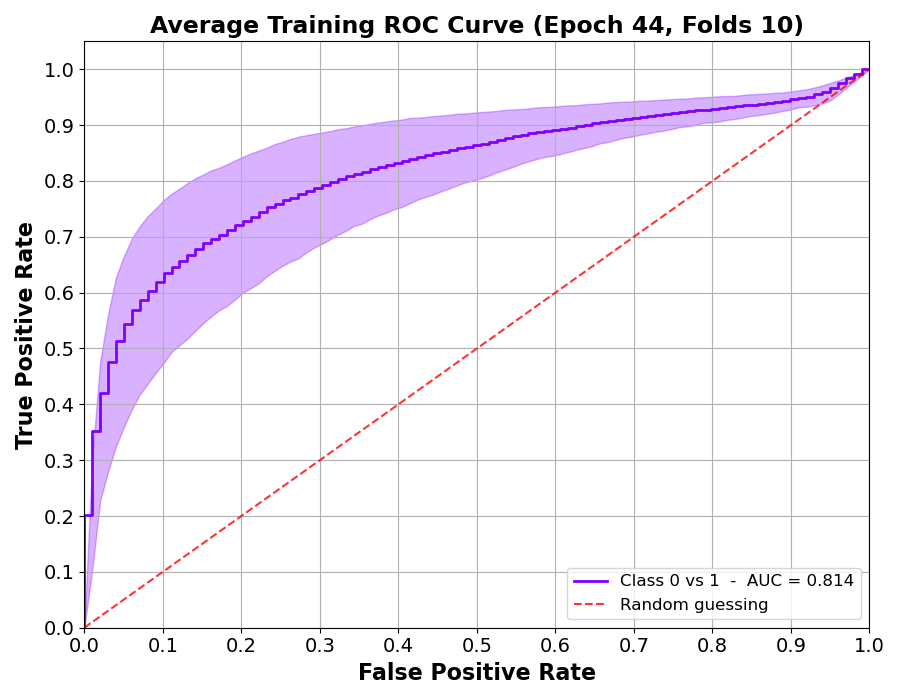 Average Training ROC Curve (Epoch 44, Folds 10)
True Positive Rate
1.0
0.9
0.8
0.7
0.6
0.5
0.4
0.3
0.2
0.1
0.0
Class 0 vs 1 - AUC = 0.814
Random guessing
0.0 0.1 0.2 0.3 0.4 0.5 0.6 0.7 0.8 0.9 1.0
False Positive Rate